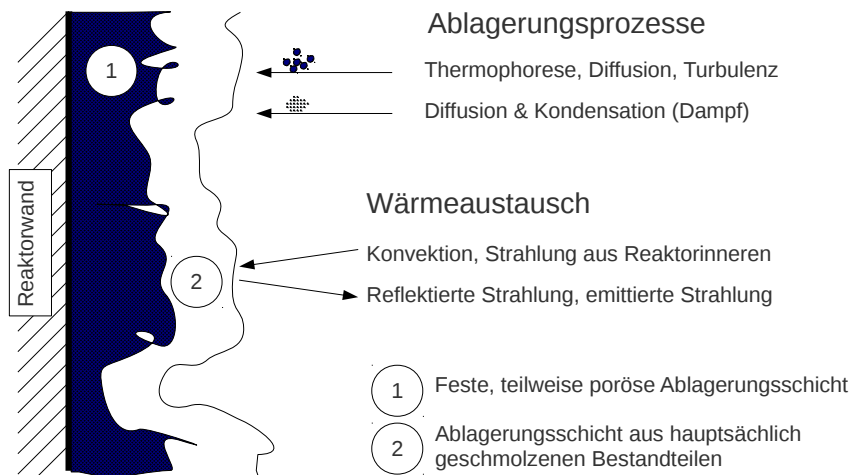 Ablagerungsprozesse
1
Thermophorese, Diffusion, Turbulenz
Diffusion & Kondensation (Dampf)
Reaktorwand
Wärmeaustausch
Konvektion, Strahlung aus Reaktorinneren
2
Reflektierte Strahlung, emittierte Strahlung
1 Feste, teilweise poröse Ablagerungsschicht
2 Ablagerungsschicht aus hauptsächlich
geschmolzenen Bestandteilen